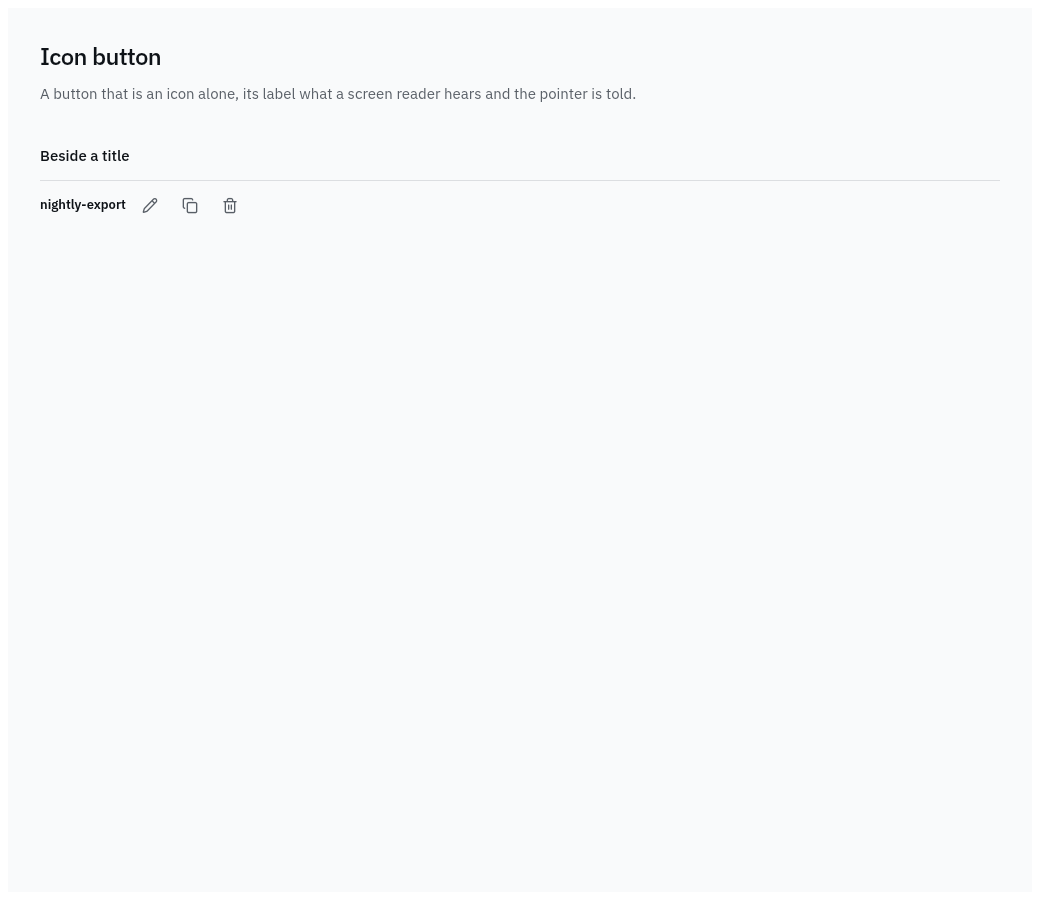 Icon button
A button that is an icon alone, its label what a screen reader hears and the pointer is told.
Beside a title
nightly-export